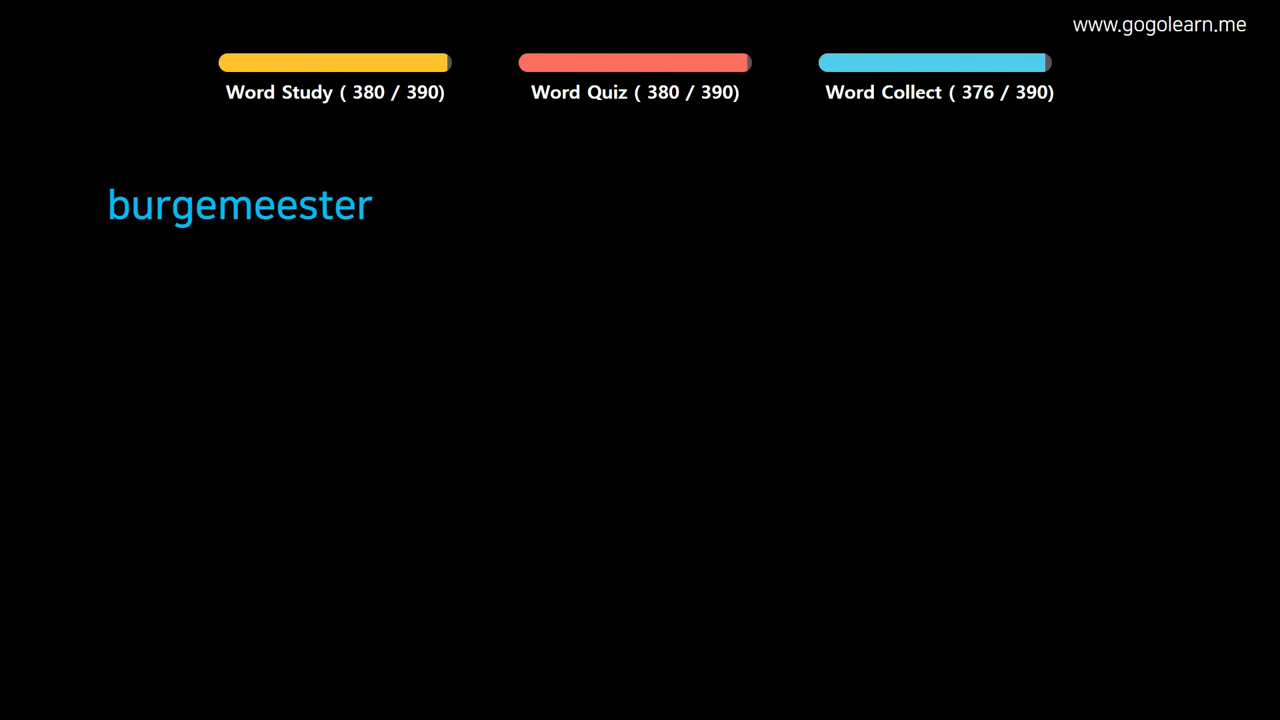 www.gogolearn.me
Word Study ( 380 / 390)
Word Quiz ( 380 / 390)
Word Collect ( 376 / 390)
burgemeester